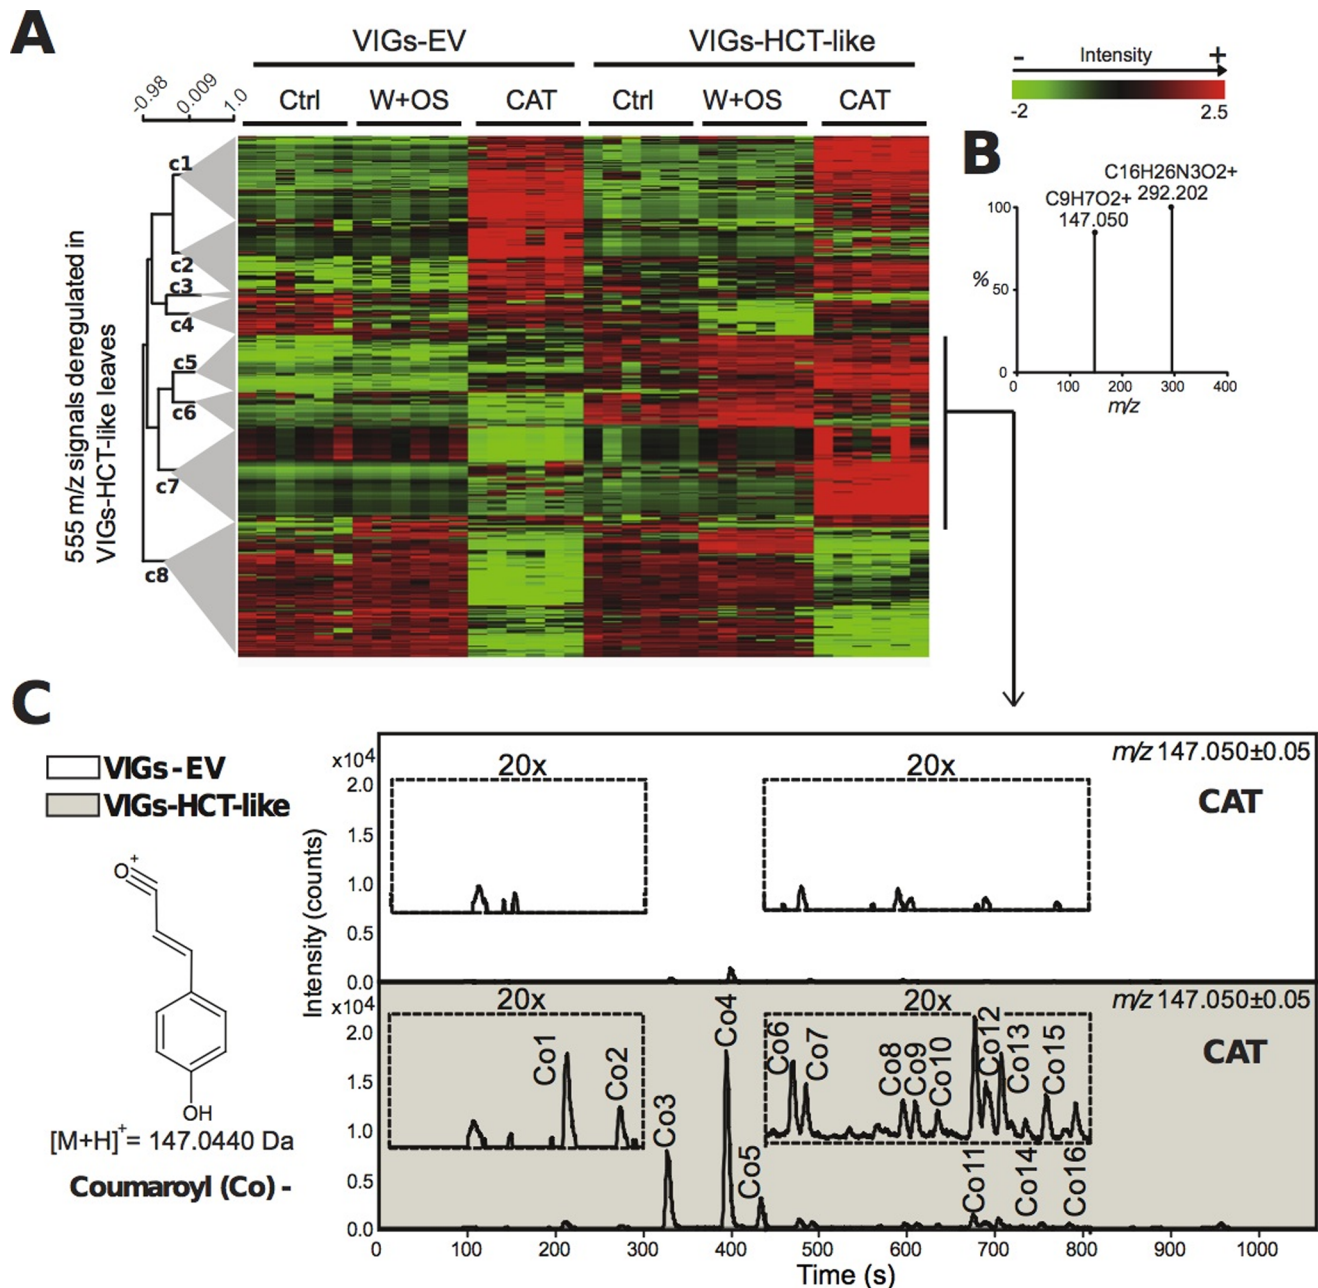 A
VIGs-EV
VIGs-HCT-like
Ctrl
W+OS
CAT
Ctrl
W+OS
CAT
-0.98
0.009
1.0
- Intensity +
-2
2.5
555 m/z signals deregulated in
VIGs-HCT-like leaves
c1
c2
c3
c4
c5
c6
c7
c8
B
C16H26N3O2+
292.202
C9H7O2+
147.050
100
50
0
%
0
100
200
300
400
m/z
C
VIGs-EV
VIGs-HCT-like
O+
OH
[M+H]+= 147.0440 Da
Coumaroyl (Co) -
Intensity (counts)
x10⁴
2.0
1.5
1.0
0.5
0.0
20x
20x
m/z 147.050±0.05
CAT
x10⁴
2.0
1.5
1.0
0.5
0.0
20x
20x
m/z 147.050±0.05
CAT
Co1
Co2
Co3
Co4
Co5
Co6
Co7
Co8
Co9
Co10
Co11
Co12
Co13
Co14
Co15
Co16
0
100
200
300
400
500
600
700
800
900
1000
Time (s)